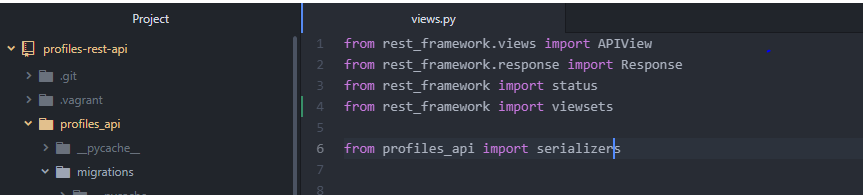 Project
views.py
profiles-rest-api
.git
.vagrant
profiles_api
__pycache__
migrations
1 from rest_framework.views import APIView
2 from rest_framework.response import Response
3 from rest_framework import status
4 from rest_framework import viewsets
5
6 from profiles_api import serializers
7
8